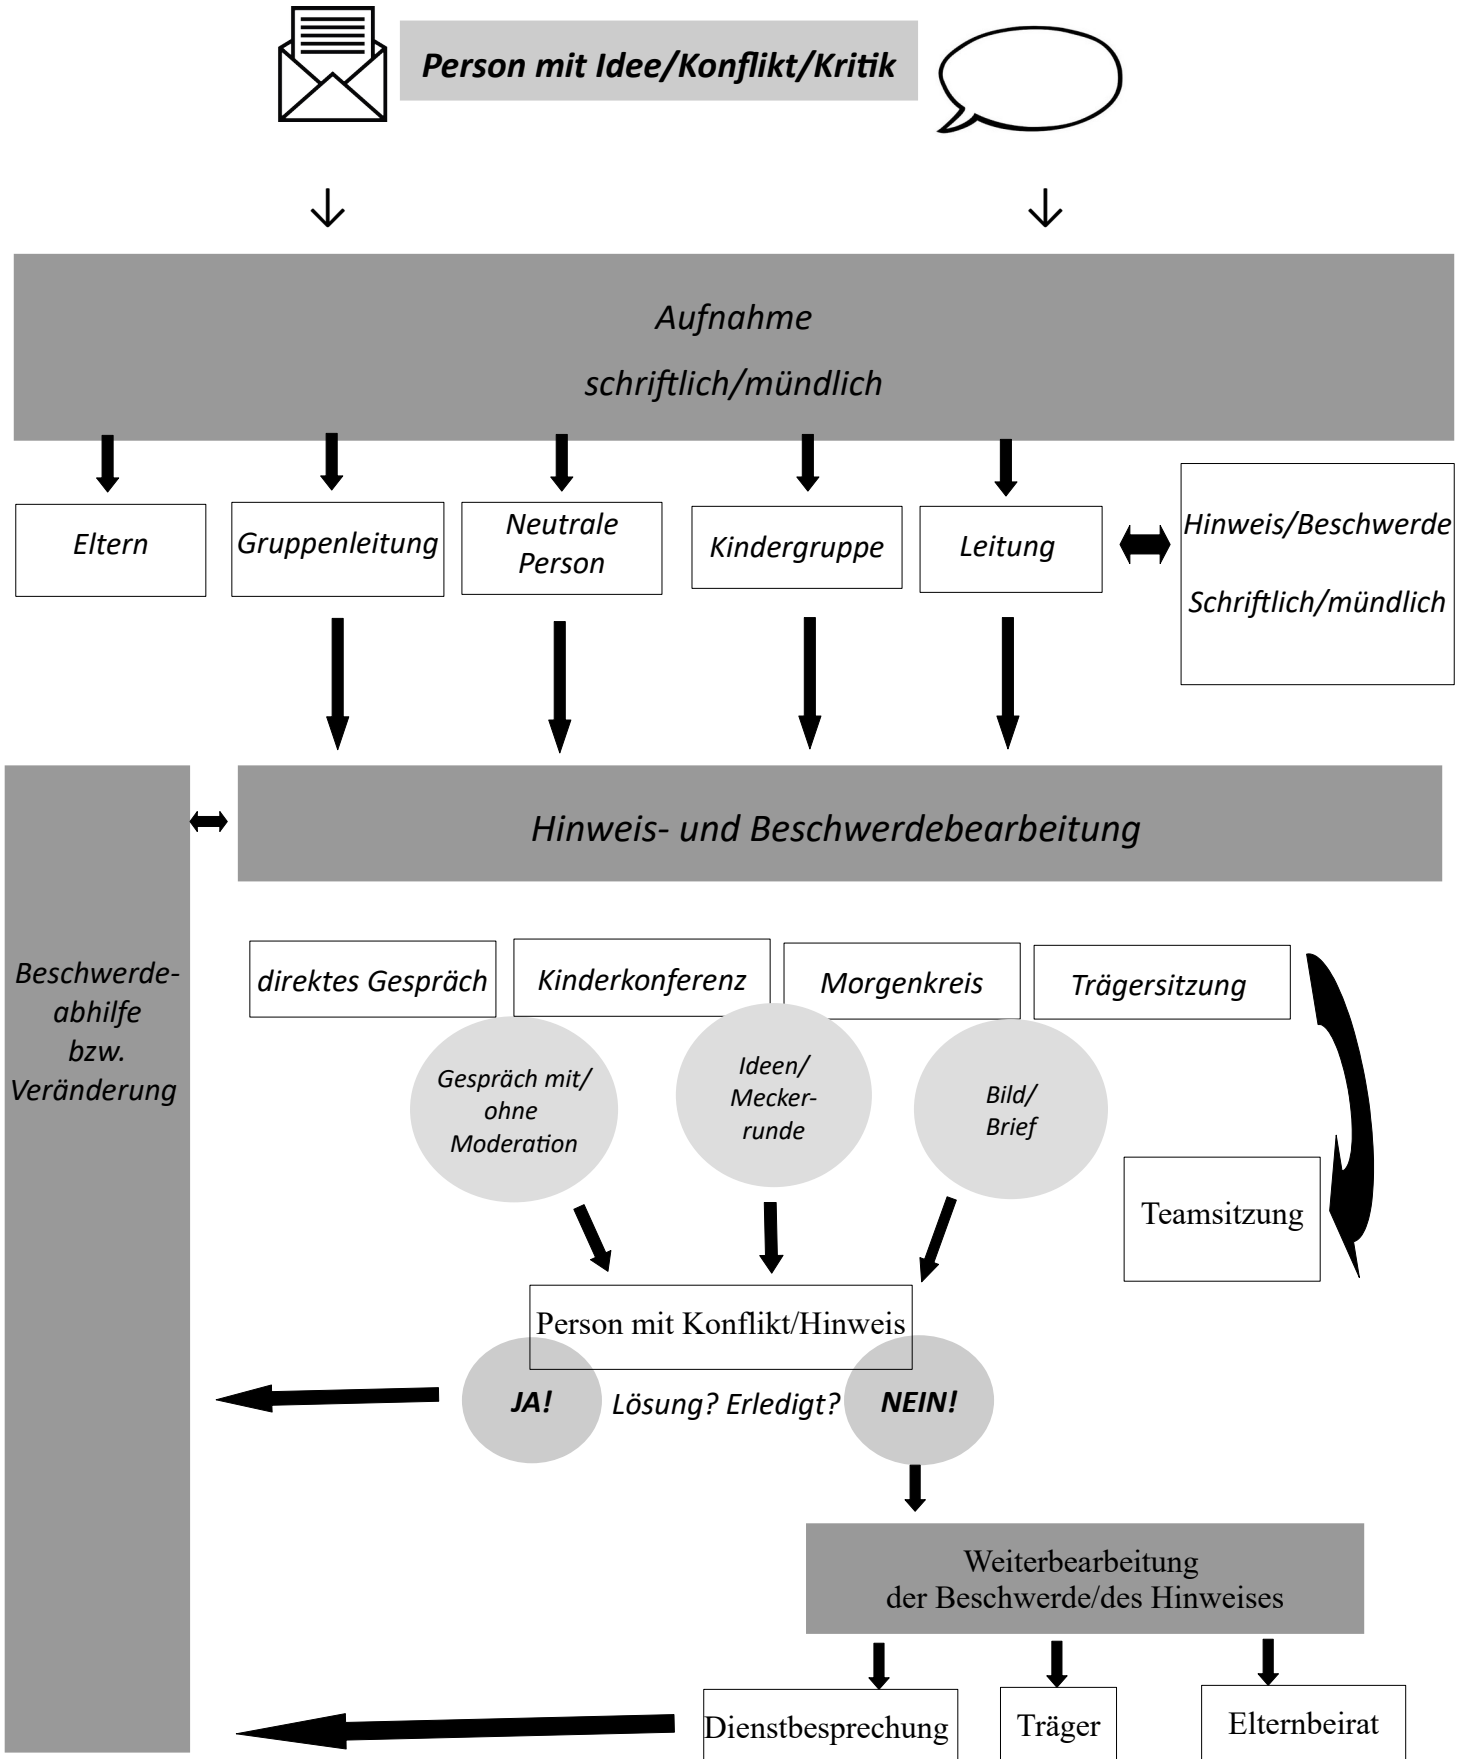 Person mit Idee/Konflikt/Kritik
Aufnahme
schriftlich/mündlich
Eltern
Gruppenleitung
Neutrale
Person
Kindergruppe
Leitung
Hinweis/Beschwerde
Schriftlich/mündlich
Hinweis- und Beschwerdebearbeitung
Beschwerde-
abhilfe
bzw.
Veränderung
direktes Gespräch
Kinderkonferenz
Morgenkreis
Trägersitzung
Gespräch mit/
ohne
Moderation
Ideen/
Mecker-
runde
Bild/
Brief
Teamsitzung
Person mit Konflikt/Hinweis
JA!
Lösung? Erledigt?
NEIN!
Weiterbearbeitung
der Beschwerde/des Hinweises
Dienstbesprechung
Träger
Elternbeirat